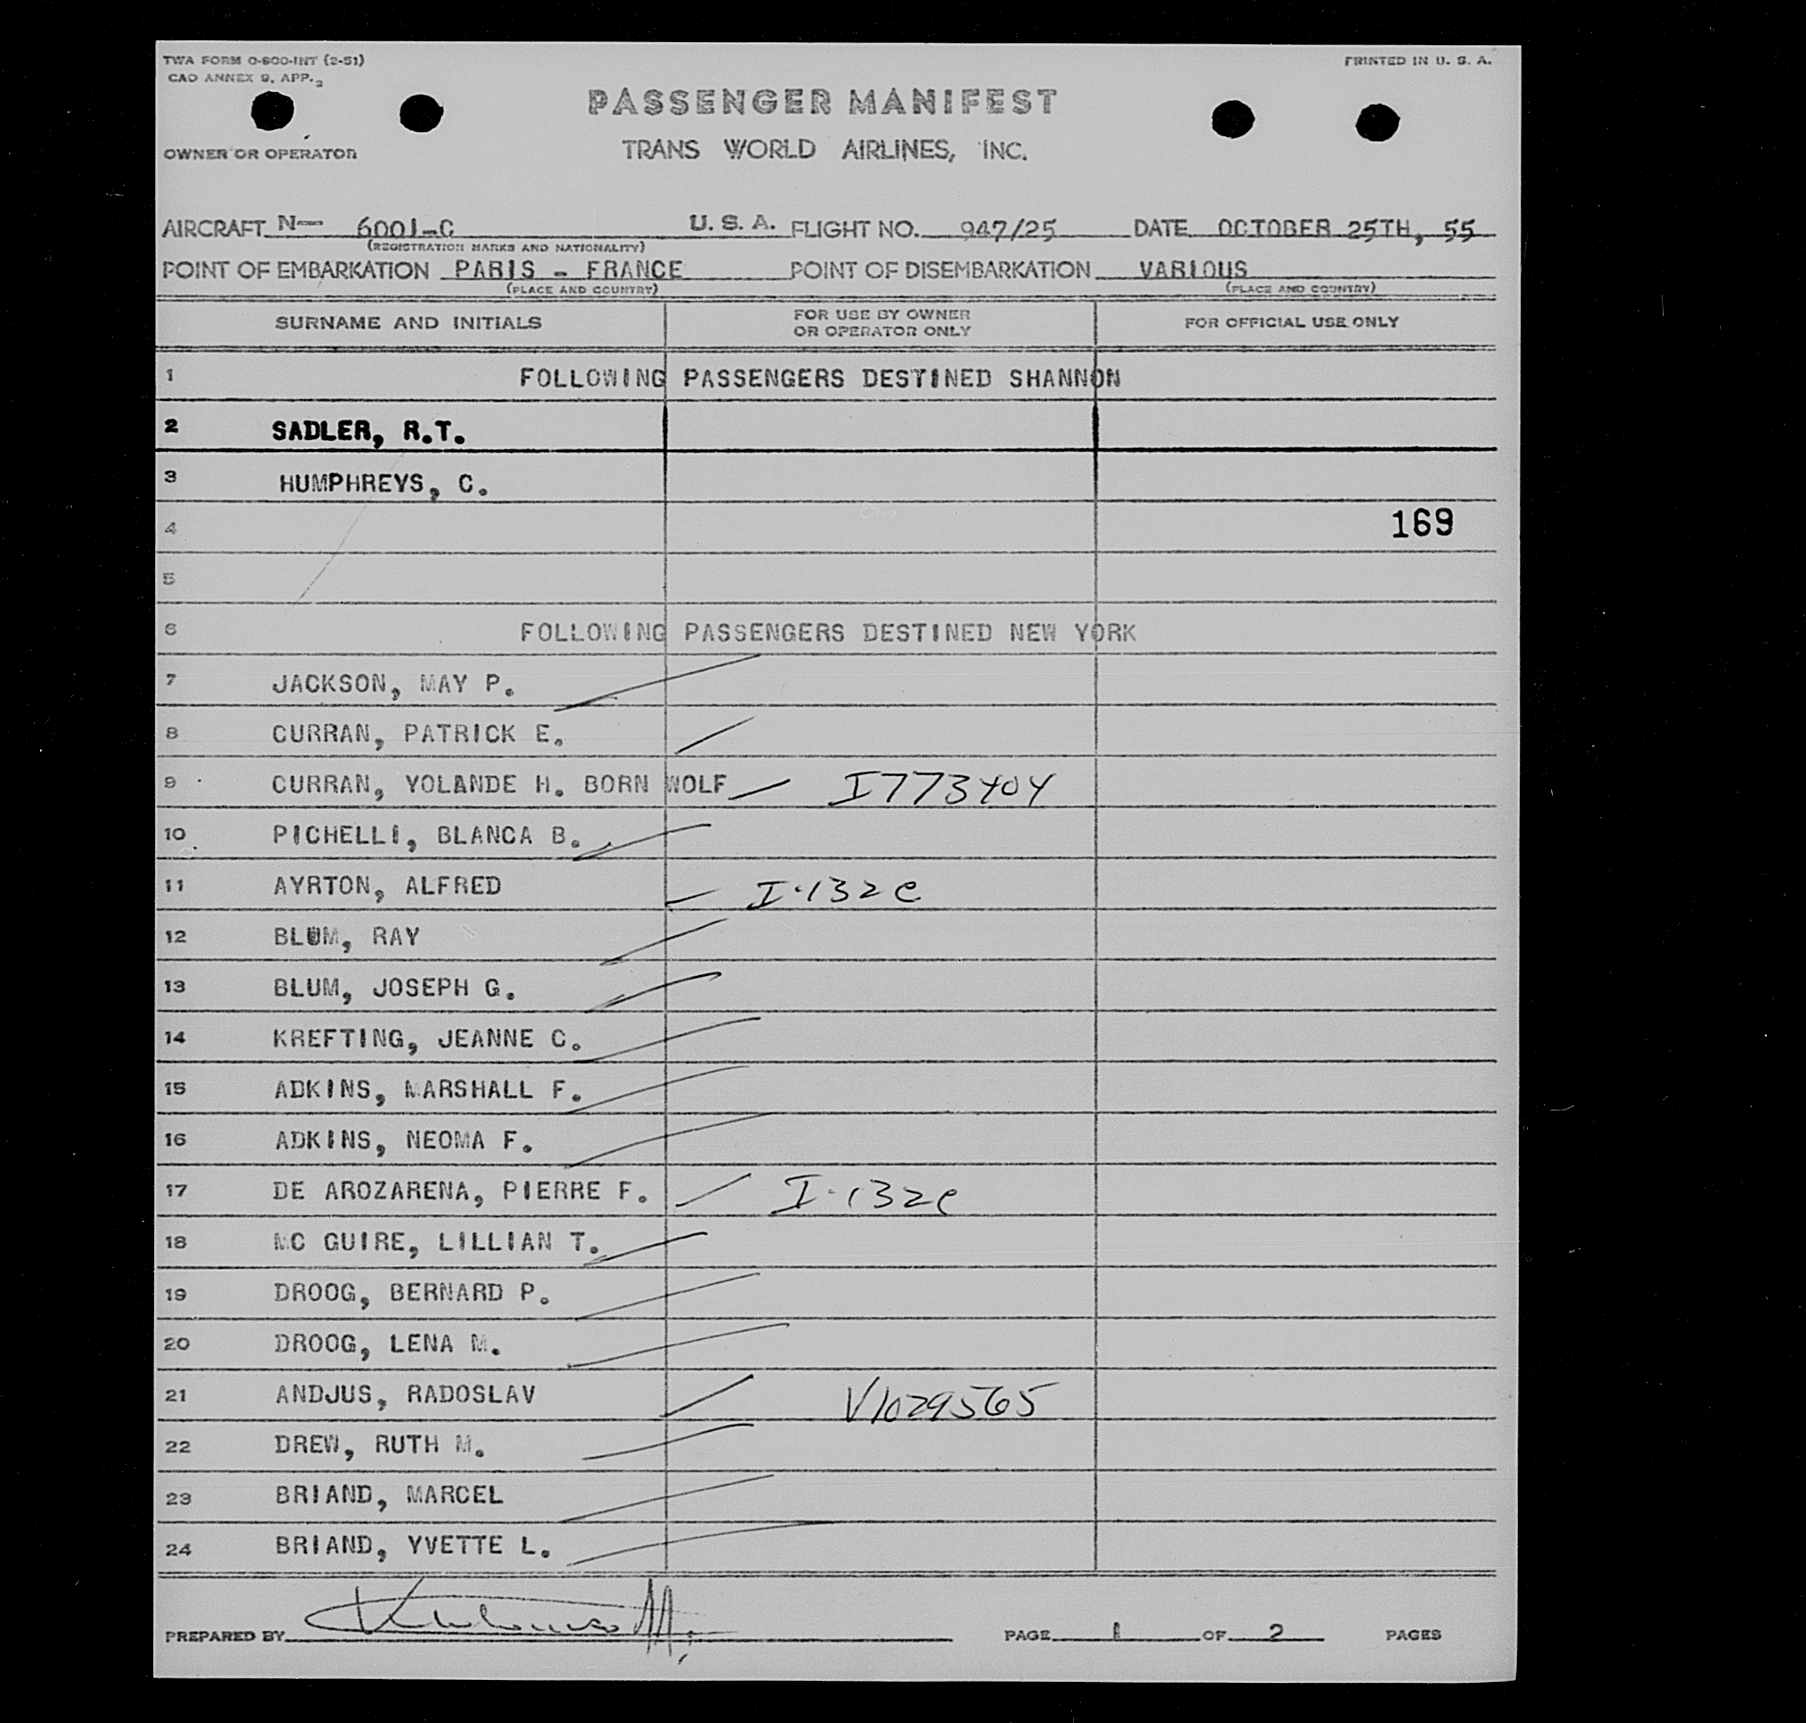 TWA FORM O-800-INT (2-51)
CAO ANNEX 9, APP. 3
PRINTED IN U. S. A.
PASSENGER MANIFEST
OWNER OR OPERATOR
TRANS WORLD AIRLINES, INC.
AIRCRAFT N— 6001-C U. S. A. FLIGHT NO. 947/25 DATE OCTOBER 25TH, 55
(REGISTRATION MARKS AND NATIONALITY)
POINT OF EMBARKATION PARIS - FRANCE POINT OF DISEMBARKATION VARIOUS
(PLACE AND COUNTRY) (PLACE AND COUNTRY)
SURNAME AND INITIALS FOR USE BY OWNER OR OPERATOR ONLY FOR OFFICIAL USE ONLY
1 FOLLOWING PASSENGERS DESTINED SHANNON
2 SADLER, R.T.
3 HUMPHREYS, C.
4 169
5
6 FOLLOWING PASSENGERS DESTINED NEW YORK
7 JACKSON, MAY P.
8 CURRAN, PATRICK E.
9 CURRAN, YOLANDE H. BORN WOLF I773404
10 PICHELLI, BLANCA B.
11 AYRTON, ALFRED I-132e
12 BLUM, RAY
13 BLUM, JOSEPH G.
14 KREFTING, JEANNE C.
15 ADKINS, MARSHALL F.
16 ADKINS, NEOMA F.
17 DE AROZARENA, PIERRE F. I-132e
18 MC GUIRE, LILLIAN T.
19 DROOG, BERNARD P.
20 DROOG, LENA M.
21 ANDJUS, RADOSLAV V1029565
22 DREW, RUTH M.
23 BRIAND, MARCEL
24 BRIAND, YVETTE L.
PREPARED BY PAGE 1 OF 2 PAGES